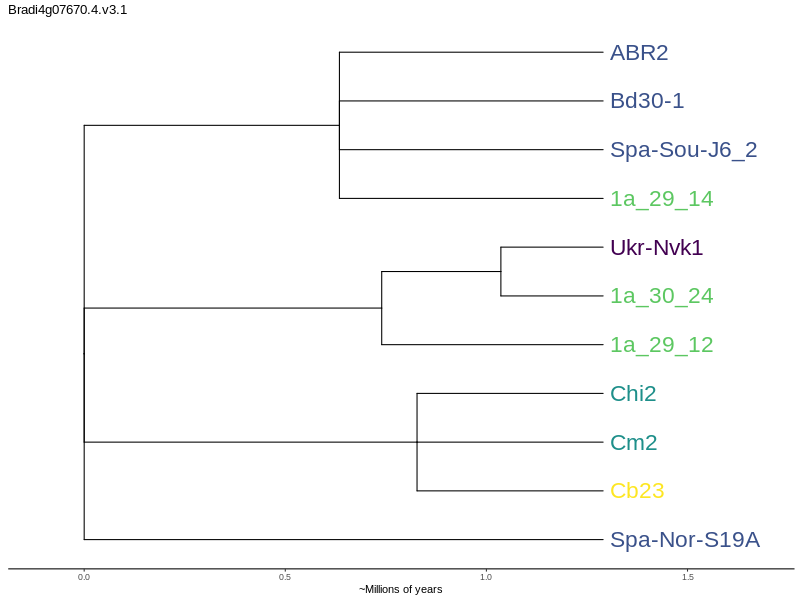 Bradi4g07670.4.v3.1
ABR2
Bd30-1
Spa-Sou-J6_2
1a_29_14
Ukr-Nvk1
1a_30_24
1a_29_12
Chi2
Cm2
Cb23
Spa-Nor-S19A
0.0 0.5 1.0 1.5
~Millions of years